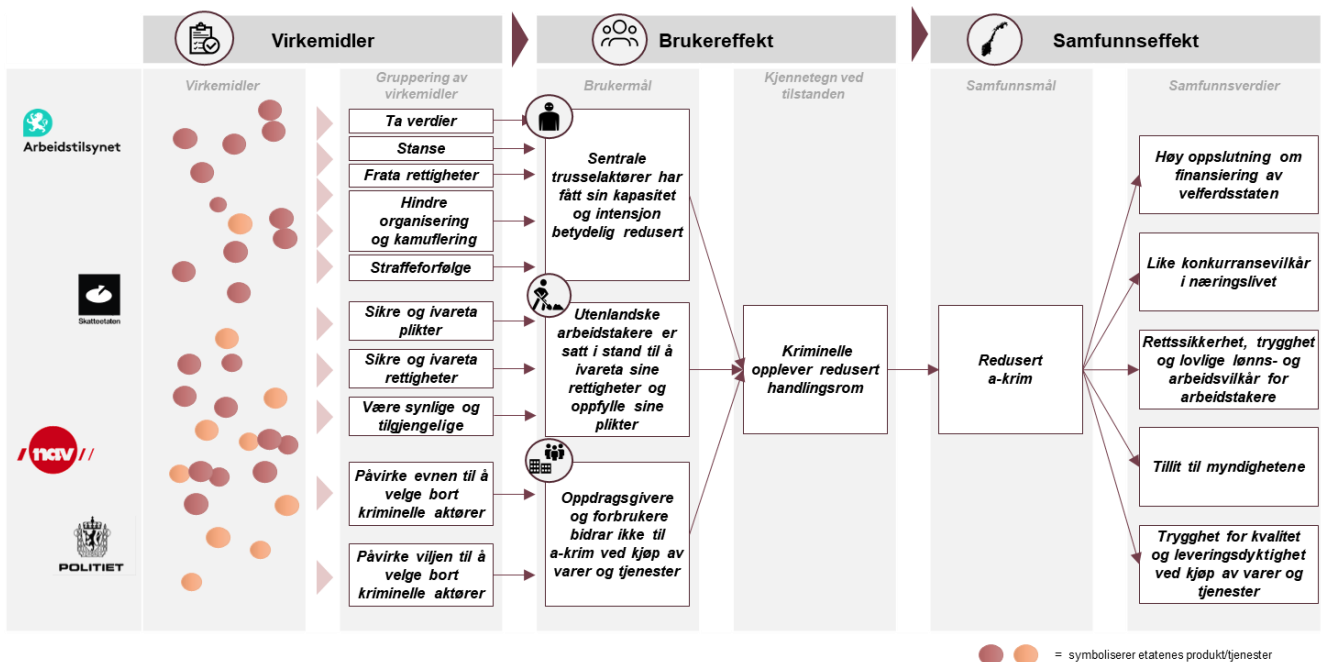 Virkemidler
Brukereffekt
Samfunnseffekt
Virkemidler
Gruppering av
virkemidler
Brukermål
Kjennetegn ved
tilstanden
Samfunnsmål
Samfunnsverdier
Arbeidstilsynet
Skatteetaten
nav
POLITIET
Ta verdier
Stanse
Frata rettigheter
Hindre
organisering
og kamuflering
Straffeforfølge
Sikre og ivareta
plikter
Sikre og ivareta
rettigheter
Være synlige og
tilgjengelige
Påvirke evnen til å
velge bort
kriminelle aktører
Påvirke viljen til å
velge bort
kriminelle aktører
Sentrale
trusselaktører har
fått sin kapasitet
og intensjon
betydelig redusert
Utenlandske
arbeidstakere er
satt i stand til å
ivareta sine
rettigheter og
oppfylle sine
plikter
Oppdragsgivere
og forbrukere
bidrar ikke til
a-krim ved kjøp av
varer og tjenester
Kriminelle
opplever redusert
handlingsrom
Redusert
a-krim
Høy oppslutning om
finansiering av
velferdsstaten
Like konkurransevilkår
i næringslivet
Rettssikkerhet, trygghet
og lovlige lønns- og
arbeidsvilkår for
arbeidstakere
Tillit til myndighetene
Trygghet for kvalitet
og leveringsdyktighet
ved kjøp av varer og
tjenester
= symboliserer etatenes produkt/tjenester